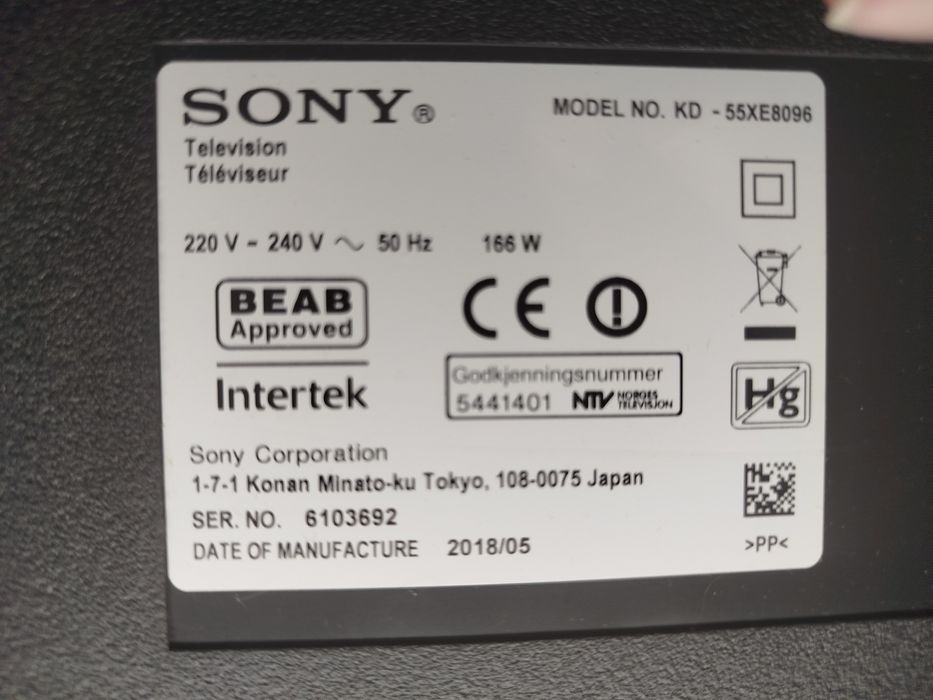 SONY®
MODEL NO. KD - 55XE8096
Television
Téléviseur
220 V - 240 V ~ 50 Hz 166 W
BEAB
Approved
Intertek
CE
Godkjenningsnummer
5441401 NTV NORGES
TELEVISJON
Hg
Sony Corporation
1-7-1 Konan Minato-ku Tokyo, 108-0075 Japan
SER. NO. 6103692
DATE OF MANUFACTURE 2018/05
>PP<